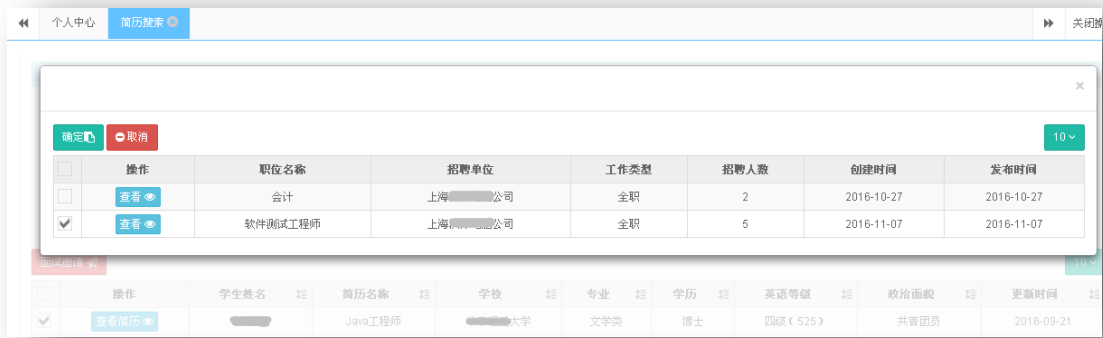 个人中心 简历搜索 关闭操
×
确定 取消 10
操作 职位名称 招聘单位 工作类型 招聘人数 创建时间 发布时间
查看 会计 上海 公司 全职 2 2016-10-27 2016-10-27
查看 软件测试工程师 上海 公司 全职 5 2016-11-07 2016-11-07
面试邀请 10
操作 学生姓名 简历名称 学校 专业 学历 英语等级 政治面貌 更新时间
查看简历 Java工程师 大学 文学类 博士 四级(525) 共青团员 2016-09-21